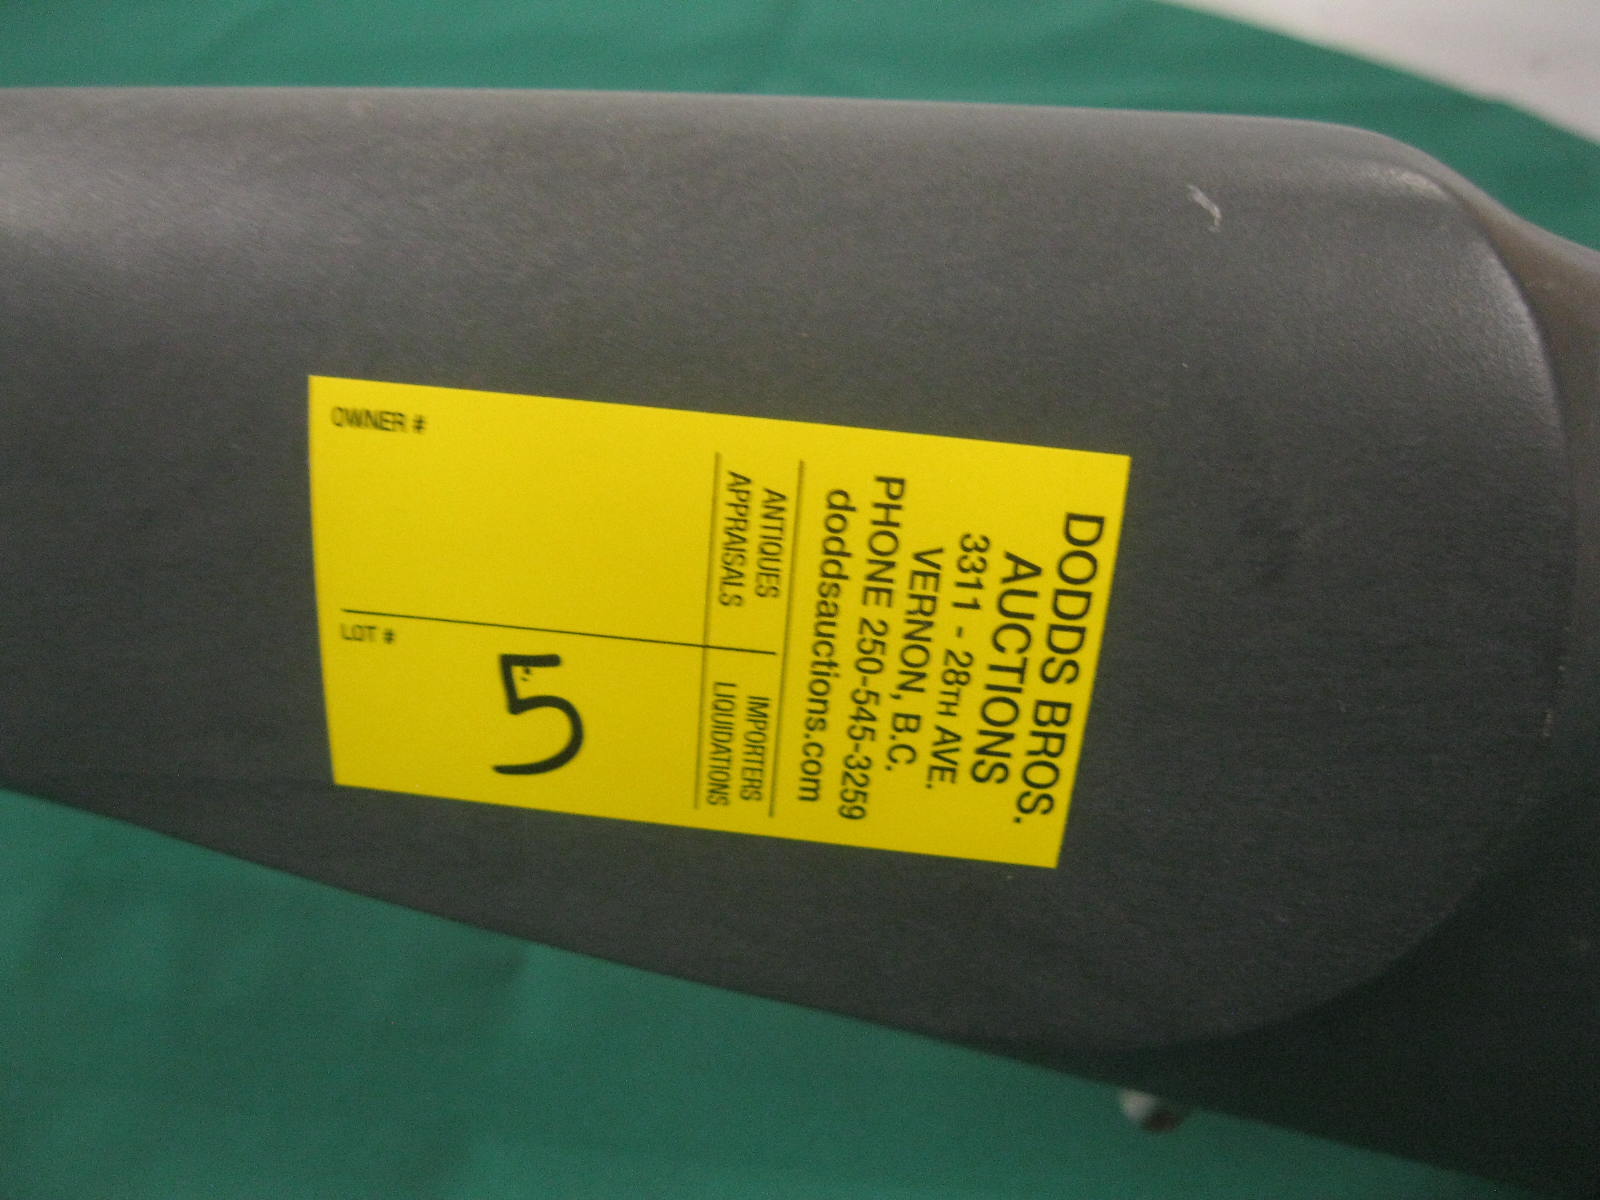 DODDS BROS.
AUCTIONS
3311 - 28TH AVE.
VERNON, B.C.
PHONE 250-545-3259
doddsauctions.com
ANTIQUES
APPRAISALS
IMPORTERS
LIQUIDATIONS
OWNER #
LOT #
5